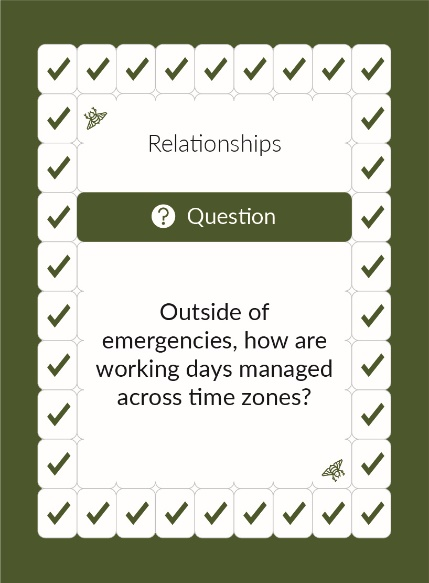 Relationships
Question
Outside of
emergencies, how are
working days managed
across time zones?